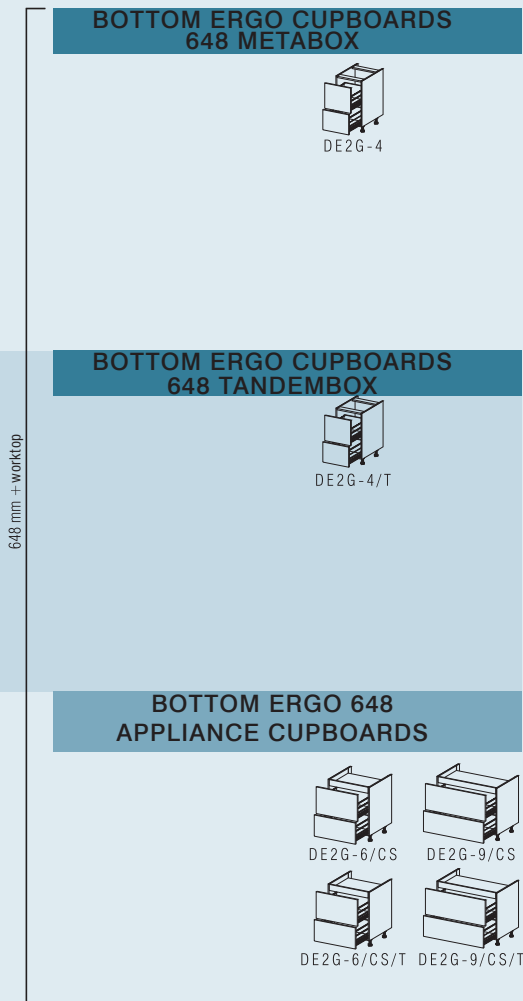 BOTTOM ERGO CUPBOARDS
648 METABOX
DE2G-4
BOTTOM ERGO CUPBOARDS
648 TANDEMBOX
DE2G-4/T
648 mm + worktop
BOTTOM ERGO 648
APPLIANCE CUPBOARDS
DE2G-6/CS DE2G-9/CS
DE2G-6/CS/T DE2G-9/CS/T